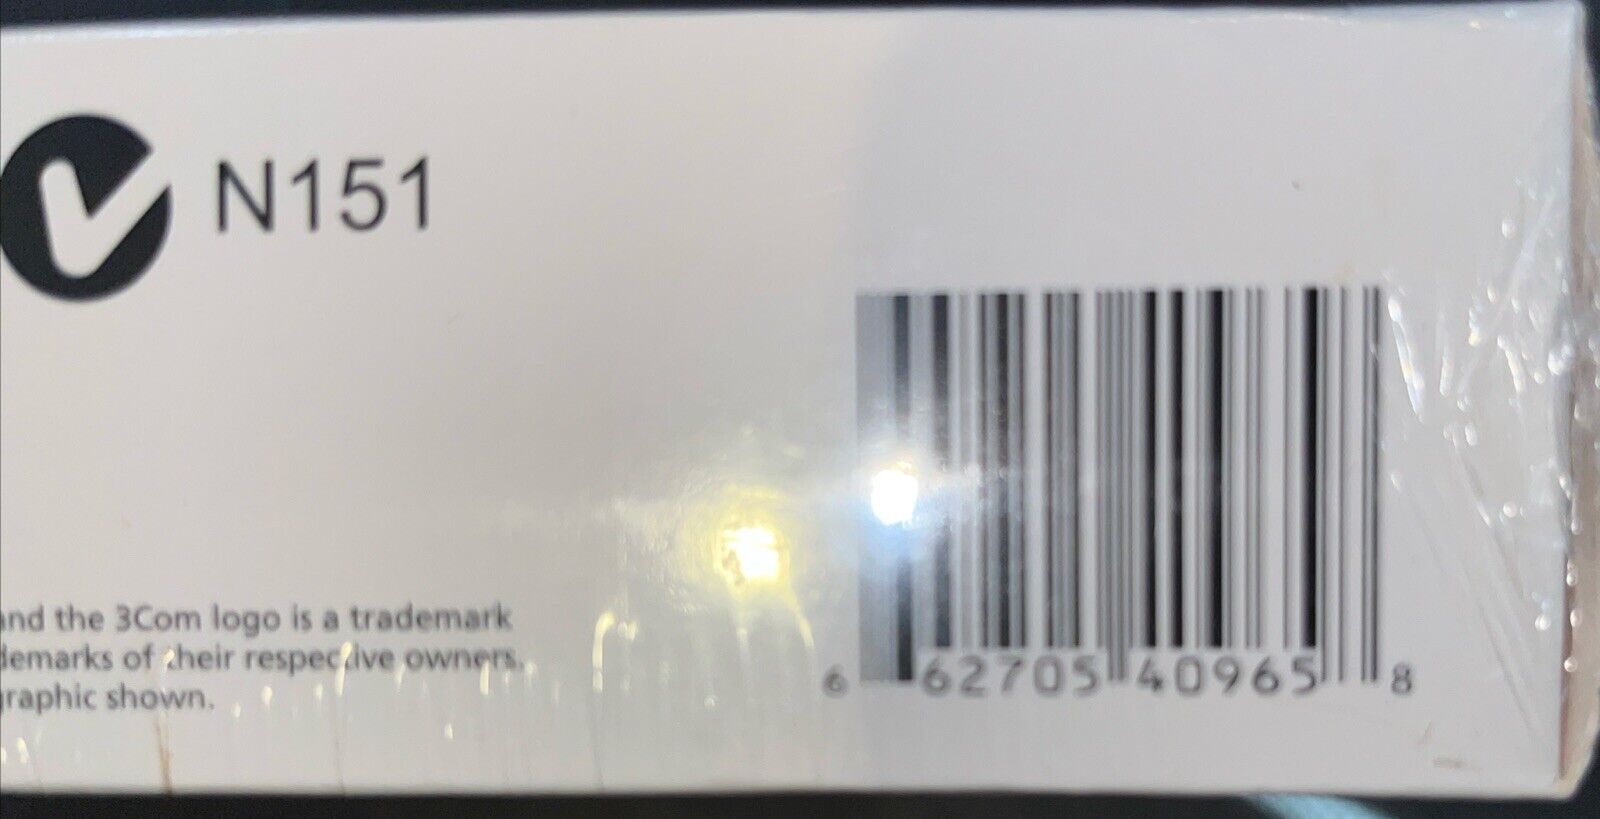 N151
and the 3Com logo is a trademark
demarks of their respective owners.
graphic shown.
6 62705 40965 8